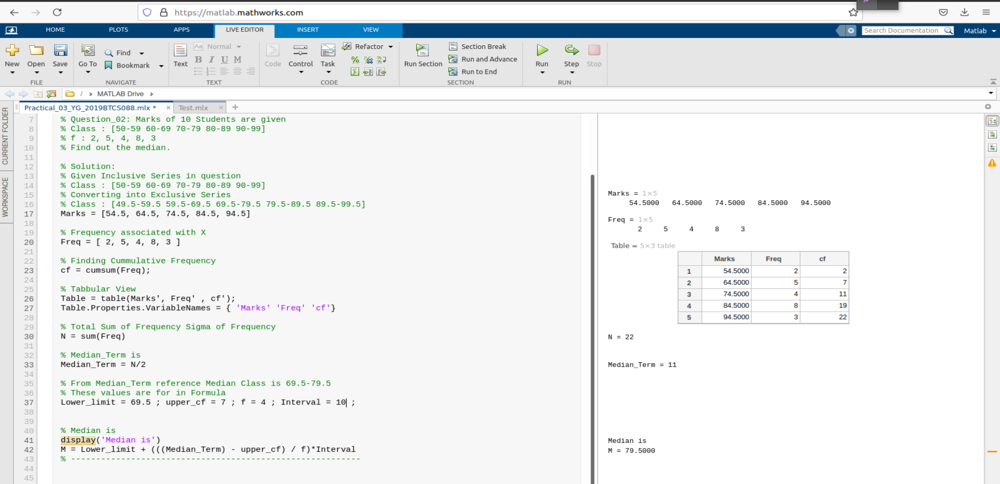 https://matlab.mathworks.com
HOME PLOTS APPS LIVE EDITOR INSERT VIEW Search Documentation Matlab
New Open Save Go To Find Bookmark Text Aa Normal B I U M Code Control Task Refactor Run Section Section Break Run and Advance Run to End Run Step Stop
FILE NAVIGATE TEXT CODE SECTION RUN
/ › MATLAB Drive ›
CURRENT FOLDER
WORKSPACE
Practical_03_YG_2019BTCS088.mlx * × Test.mlx × +
7 % Question_02: Marks of 10 Students are given
8 % Class : [50-59 60-69 70-79 80-89 90-99]
9 % f : 2, 5, 4, 8, 3
10 % Find out the median.
11
12 % Solution:
13 % Given Inclusive Series in question
14 % Class : [50-59 60-69 70-79 80-89 90-99]
15 % Converting into Exclusive Series
16 % Class : [49.5-59.5 59.5-69.5 69.5-79.5 79.5-89.5 89.5-99.5]
17 Marks = [54.5, 64.5, 74.5, 84.5, 94.5]
18
19 % Frequency associated with X
20 Freq = [ 2, 5, 4, 8, 3 ]
21
22 % Finding Cummulative Frequency
23 cf = cumsum(Freq);
24
25 % Tabbular View
26 Table = table(Marks', Freq' , cf');
27 Table.Properties.VariableNames = { 'Marks' 'Freq' 'cf'}
28
29 % Total Sum of Frequency Sigma of Frequency
30 N = sum(Freq)
31
32 % Median_Term is
33 Median_Term = N/2
34
35 % From Median_Term reference Median Class is 69.5-79.5
36 % These values are for in Formula
37 Lower_limit = 69.5 ; upper_cf = 7 ; f = 4 ; Interval = 10 ;
38
39
40 % Median is
41 display('Median is')
42 M = Lower_limit + (((Median_Term) - upper_cf) / f)*Interval
43 % ----------------------------------------------------------
44
45
Marks = 1×5
54.5000 64.5000 74.5000 84.5000 94.5000
Freq = 1×5
2 5 4 8 3
Table = 5×3 table
Marks Freq cf
1 54.5000 2 2
2 64.5000 5 7
3 74.5000 4 11
4 84.5000 8 19
5 94.5000 3 22
N = 22
Median_Term = 11
Median is
M = 79.5000